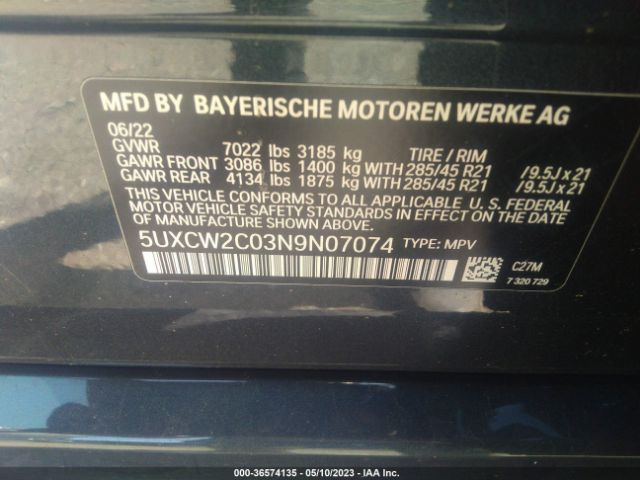 MFD BY BAYERISCHE MOTOREN WERKE AG
06/22
GVWR 7022 lbs 3185 kg TIRE / RIM
GAWR FRONT 3086 lbs 1400 kg WITH 285/45 R21 /9.5J x 21
GAWR REAR 4134 lbs 1875 kg WITH 285/45 R21 /9.5J x 21
THIS VEHICLE CONFORMS TO ALL APPLICABLE U. S. FEDERAL
MOTOR VEHICLE SAFETY STANDARDS IN EFFECT ON THE DATE
OF MANUFACTURE SHOWN ABOVE.
5UXCW2C03N9N07074 TYPE: MPV
C27M
7 320 729
000-36574135 - 05/10/2023 - IAA Inc.